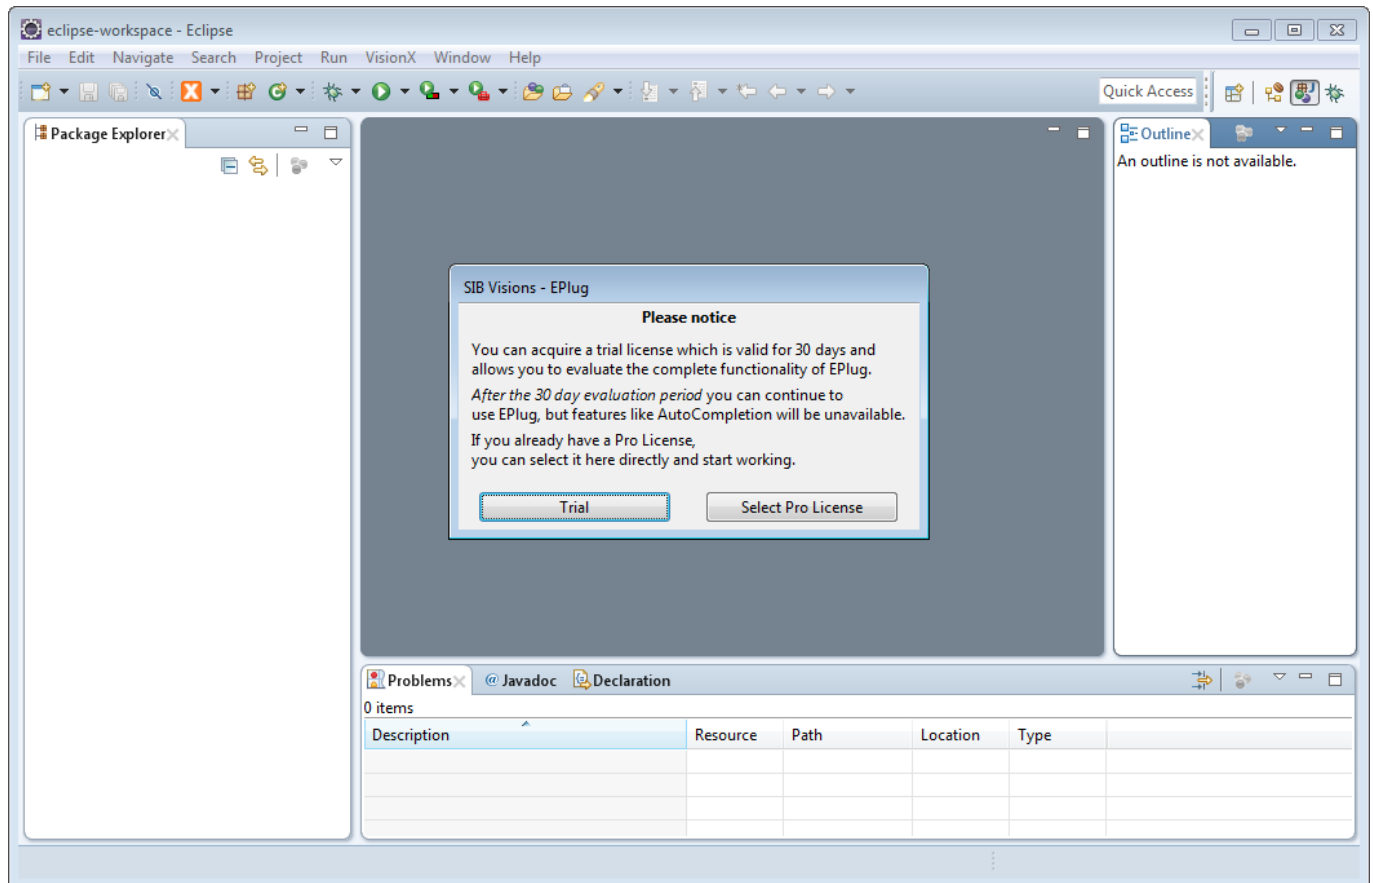 eclipse-workspace - Eclipse
File Edit Navigate Search Project Run VisionX Window Help
Quick Access
Package Explorer
Outline
An outline is not available.
SIB Visions - EPlug
Please notice
You can acquire a trial license which is valid for 30 days and
allows you to evaluate the complete functionality of EPlug.
After the 30 day evaluation period you can continue to
use EPlug, but features like AutoCompletion will be unavailable.
If you already have a Pro License,
you can select it here directly and start working.
Trial Select Pro License
Problems @ Javadoc Declaration
0 items
Description Resource Path Location Type